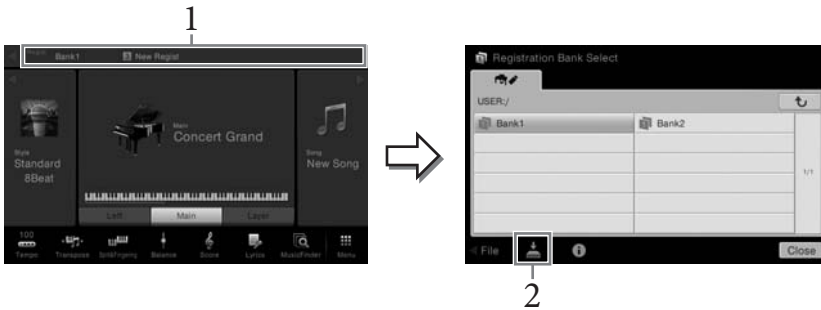 1
Regist
Bank1
New Regist
Style
Standard
8Beat
Main
Concert Grand
Song
New Song
Left
Main
Layer
100
Tempo
Transpose
Split&Fingering
Balance
Score
Lyrics
MusicFinder
Menu
Registration Bank Select
USER:/
Bank1
Bank2
1/1
File
Close
2